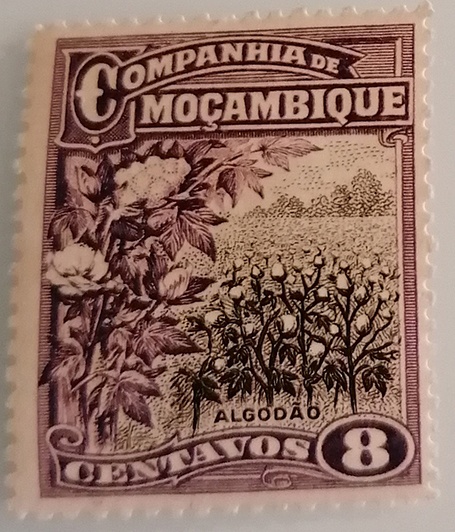 COMPANHIA DE
MOÇAMBIQUE
ALGODÃO
CENTAVOS 8